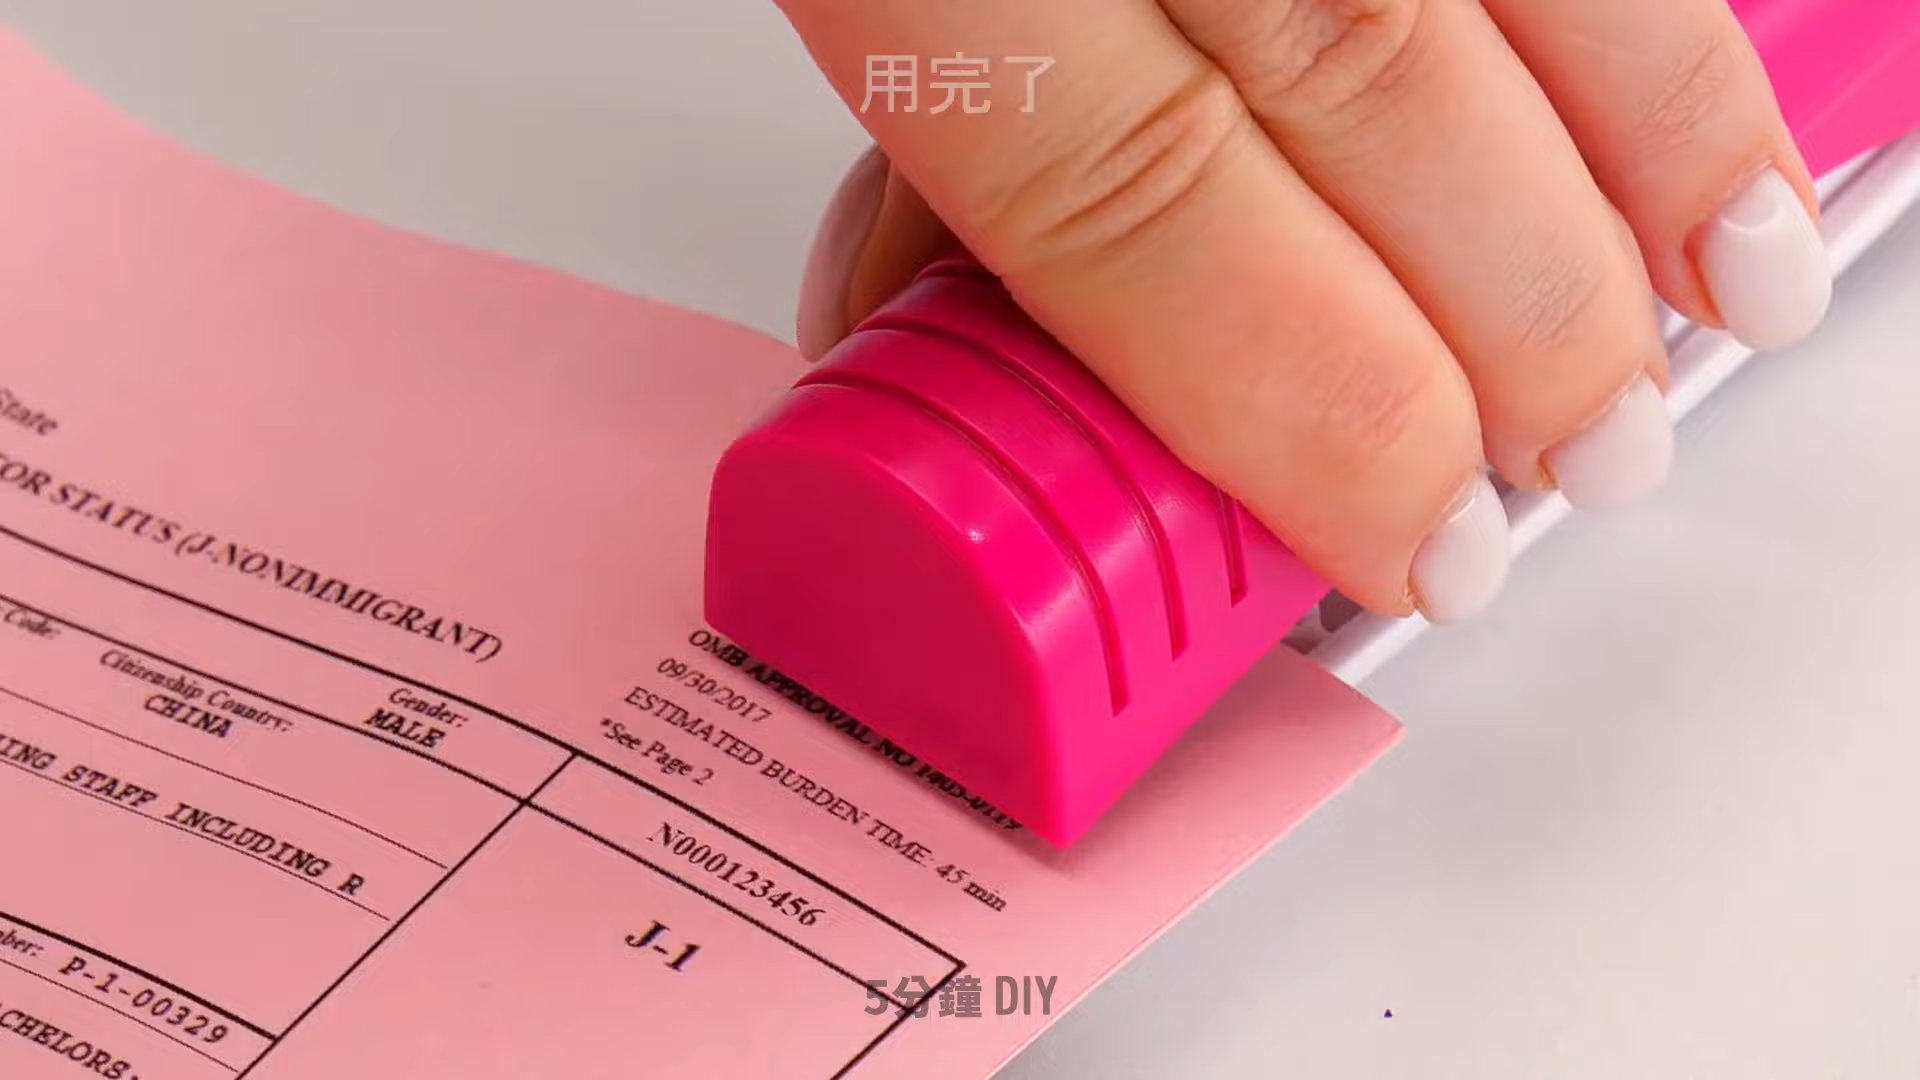 用完了
State
OR STATUS (J-NONIMMIGRANT)
Code:
Citizenship Country:
CHINA
Gender:
MALE
OMB APPROVAL NO
09/30/2017
ESTIMATED BURDEN TIME: 45 min
*See Page 2
ING STAFF INCLUDING R
N000123456
J-1
ber: P-1-00329
ACHELORS.
5分鐘 DIY